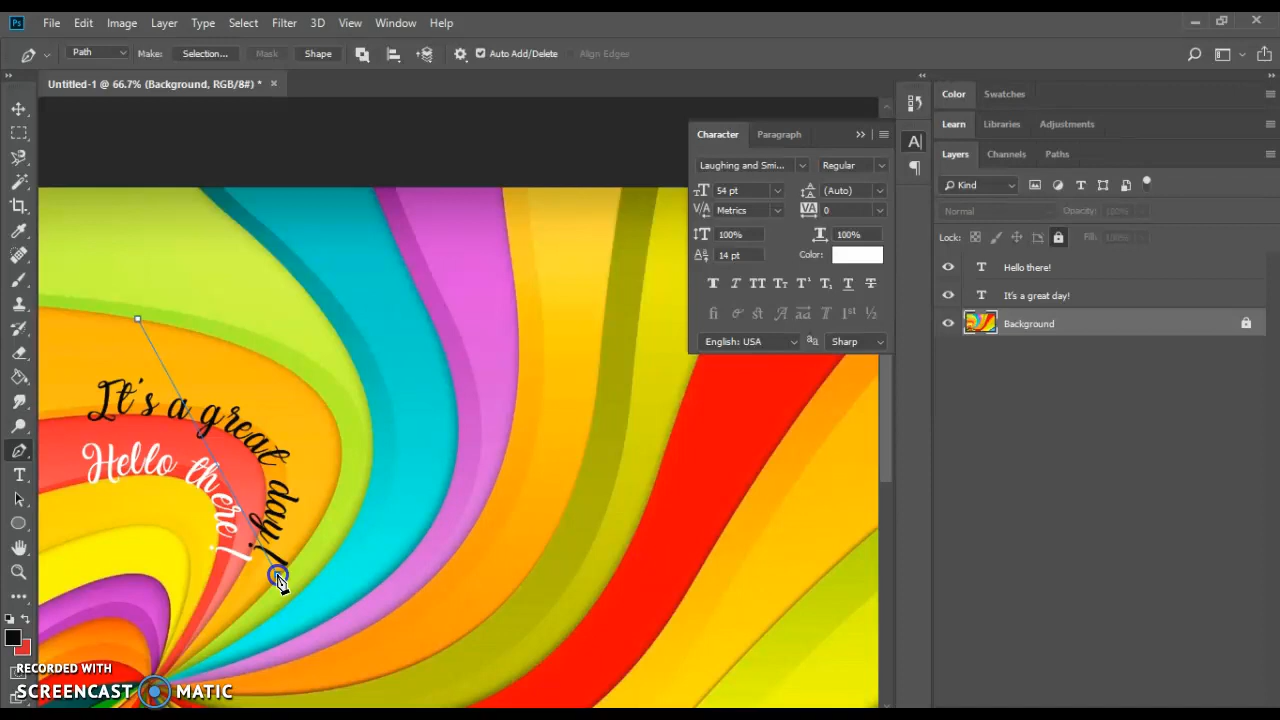 Ps File Edit Image Layer Type Select Filter 3D View Window Help
Path Make: Selection... Mask Shape Auto Add/Delete Align Edges
Untitled-1 @ 66.7% (Background, RGB/8#) *
Color Swatches
Learn Libraries Adjustments
Layers Channels Paths
Kind
Normal Opacity: 100%
Lock: Fill: 100%
Hello there!
It's a great day!
Background
Character Paragraph
Laughing and Smi... Regular
54 pt (Auto)
Metrics 0
100% 100%
14 pt Color:
English: USA aa Sharp
It's a great day!
Hello there!
RECORDED WITH
SCREENCAST MATIC